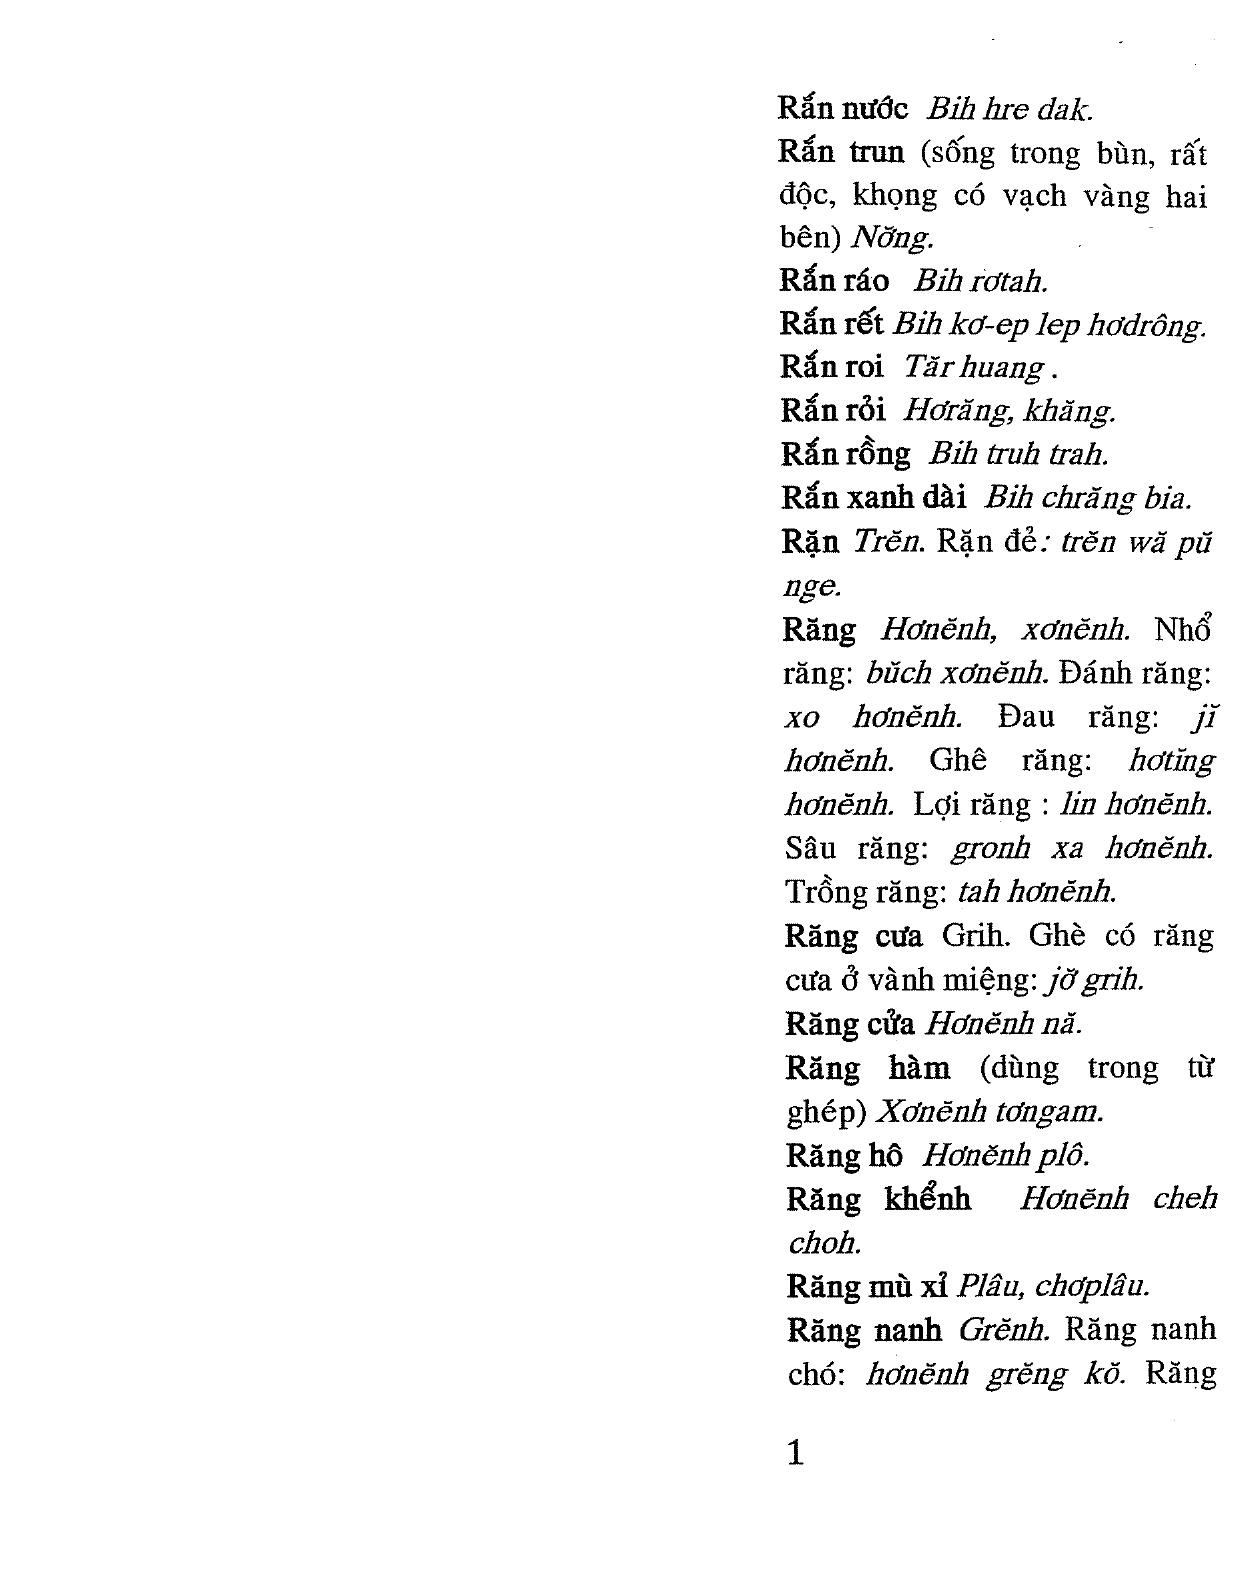 Rắn nước Bih hre dak.
Rắn trun (sống trong bùn, rất
độc, khọng có vạch vàng hai
bên) Nơ̆ng.
Rắn ráo Bih rơtah.
Rắn rết Bih kơ-ep lep hơdrông.
Rắn roi Tăr huang .
Rắn rỏi Hơrăng, khăng.
Rắn rồng Bih truh trah.
Rắn xanh dài Bih chrăng bia.
Rận Trĕn. Rận đẻ: trĕn wă pŭ
nge.
Răng Hơnĕnh, xơnĕnh. Nhổ
răng: bŭch xơnĕnh. Đánh răng:
xo hơnĕnh. Đau răng: jĭ
hơnĕnh. Ghê răng: hơtĭng
hơnĕnh. Lợi răng : lin hơnĕnh.
Sâu răng: gronh xa hơnĕnh.
Trồng răng: tah hơnĕnh.
Răng cưa Grih. Ghè có răng
cưa ở vành miệng: jơ̆ grih.
Răng cửa Hơnĕnh nă.
Răng hàm (dùng trong từ
ghép) Xơnĕnh tơngam.
Răng hô Hơnĕnh plô.
Răng khểnh Hơnĕnh cheh
choh.
Răng mù xỉ Plâu, chơplâu.
Răng nanh Grĕnh. Răng nanh
chó: hơnĕnh grĕng kŏ. Răng
1